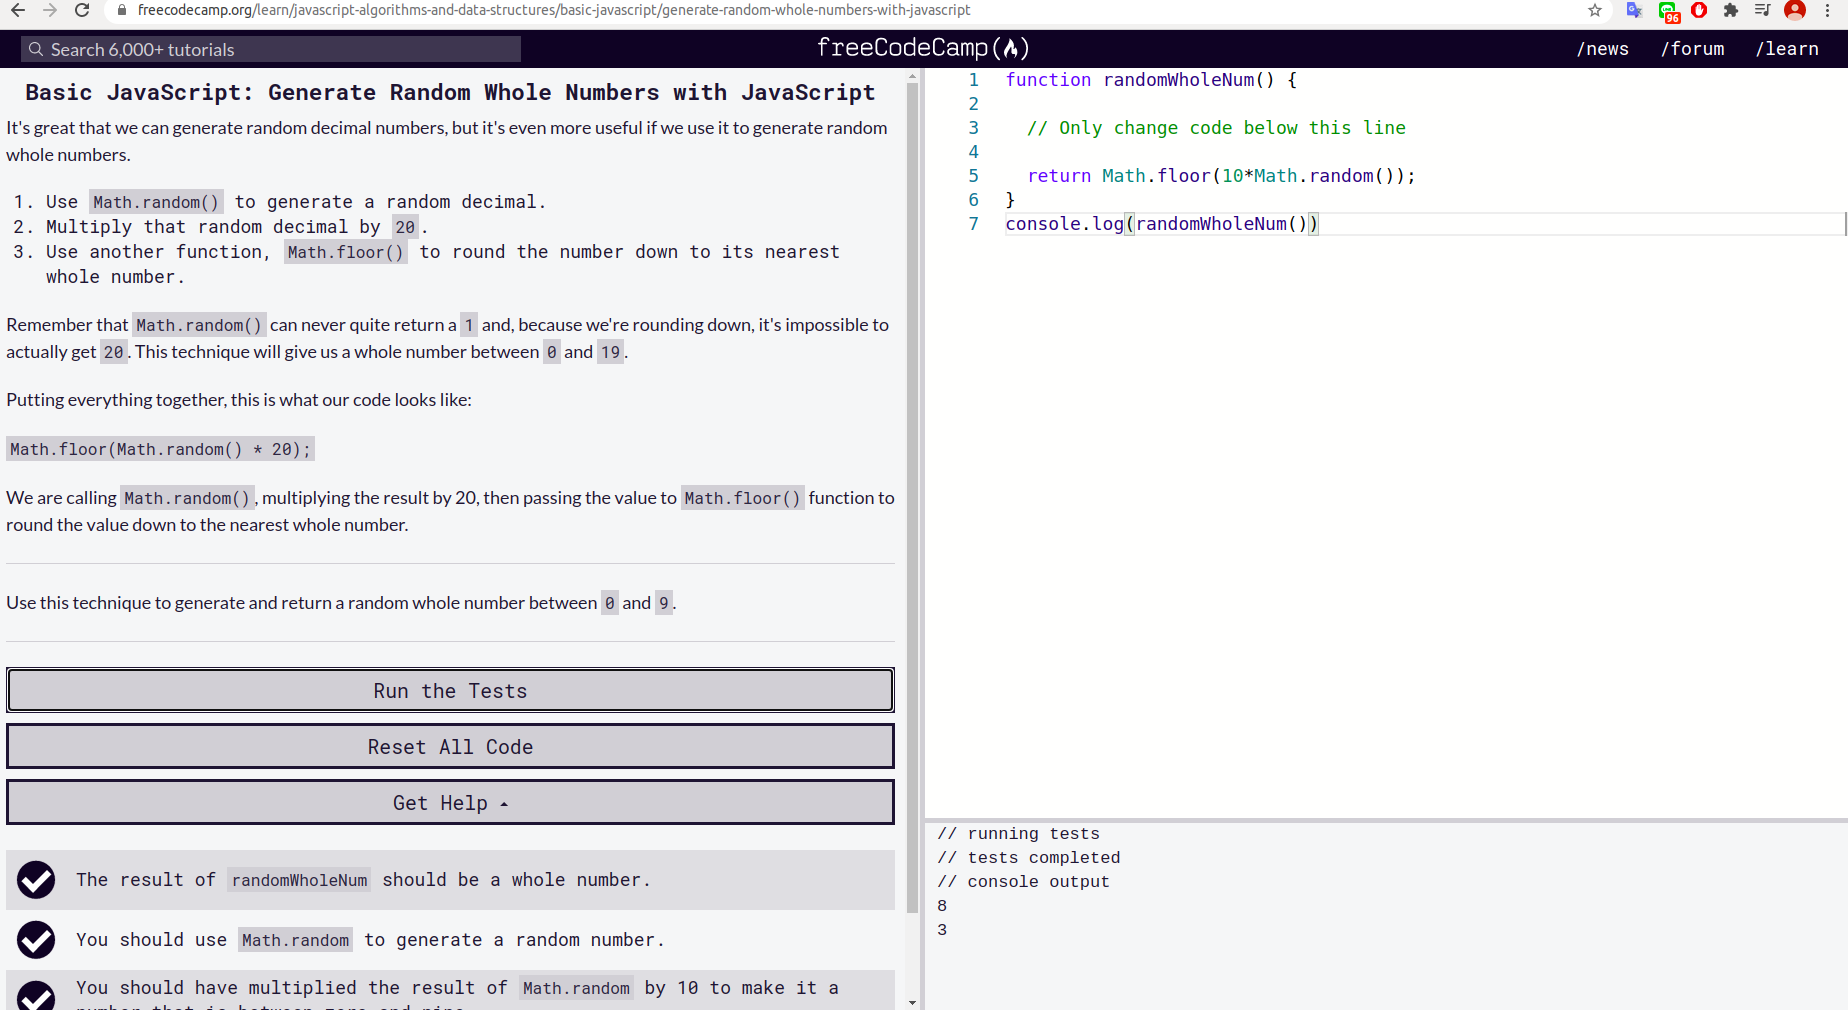 freecodecamp.org/learn/javascript-algorithms-and-data-structures/basic-javascript/generate-random-whole-numbers-with-javascript
96
Search 6,000+ tutorials
freeCodeCamp
/news /forum /learn
Basic JavaScript: Generate Random Whole Numbers with JavaScript
It's great that we can generate random decimal numbers, but it's even more useful if we use it to generate random
whole numbers.
1. Use Math.random() to generate a random decimal.
2. Multiply that random decimal by 20.
3. Use another function, Math.floor() to round the number down to its nearest
whole number.
Remember that Math.random() can never quite return a 1 and, because we're rounding down, it's impossible to
actually get 20. This technique will give us a whole number between 0 and 19.
Putting everything together, this is what our code looks like:
Math.floor(Math.random() * 20);
We are calling Math.random(), multiplying the result by 20, then passing the value to Math.floor() function to
round the value down to the nearest whole number.
Use this technique to generate and return a random whole number between 0 and 9.
Run the Tests
Reset All Code
Get Help
The result of randomWholeNum should be a whole number.
You should use Math.random to generate a random number.
You should have multiplied the result of Math.random by 10 to make it a
number that is between zero and nine.
1 function randomWholeNum() {
2
3 // Only change code below this line
4
5 return Math.floor(10*Math.random());
6 }
7 console.log(randomWholeNum())
// running tests
// tests completed
// console output
8
3